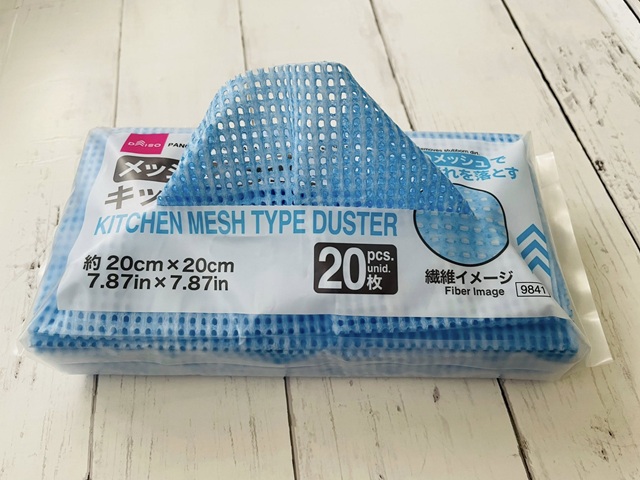 DAISO
メッシ
キッ
KITCHEN MESH TYPE DUSTER
約 20cm×20cm
7.87in×7.87in
20 pcs. unid. 枚
stubborn dirt
メッシュで
れを落とす
繊維イメージ
Fiber Image
9841